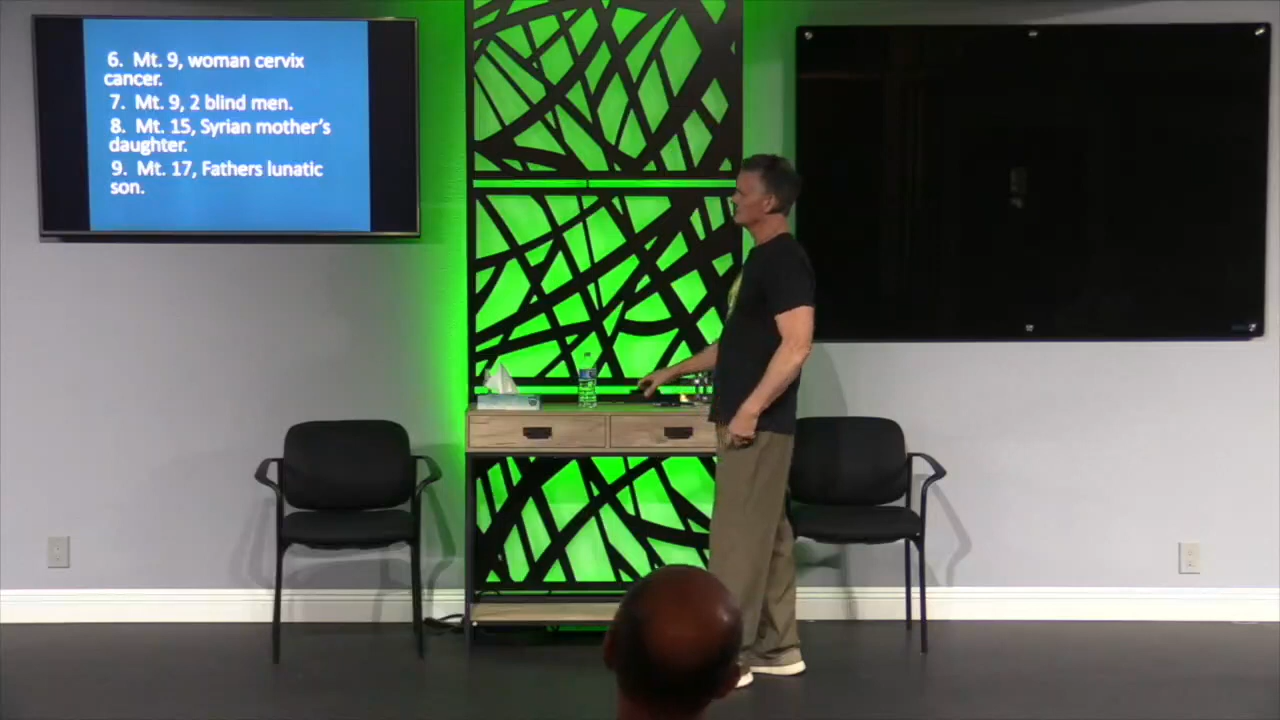 6. Mt. 9, woman cervix
cancer.
7. Mt. 9, 2 blind men.
8. Mt. 15, Syrian mother's
daughter.
9. Mt. 17, Fathers lunatic
son.